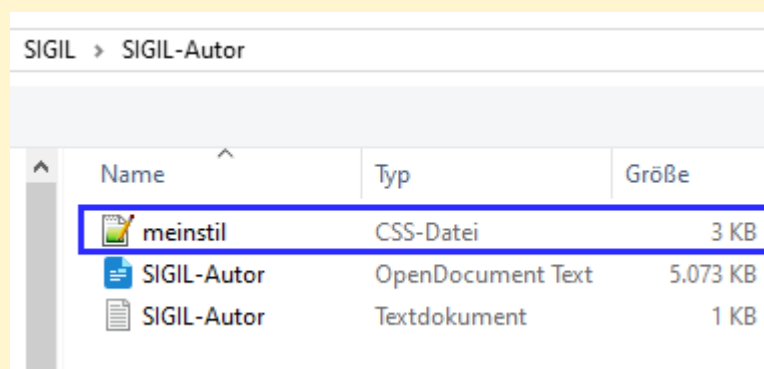 SIGIL > SIGIL-Autor
Name Typ Größe
meinstil CSS-Datei 3 KB
SIGIL-Autor OpenDocument Text 5.073 KB
SIGIL-Autor Textdokument 1 KB